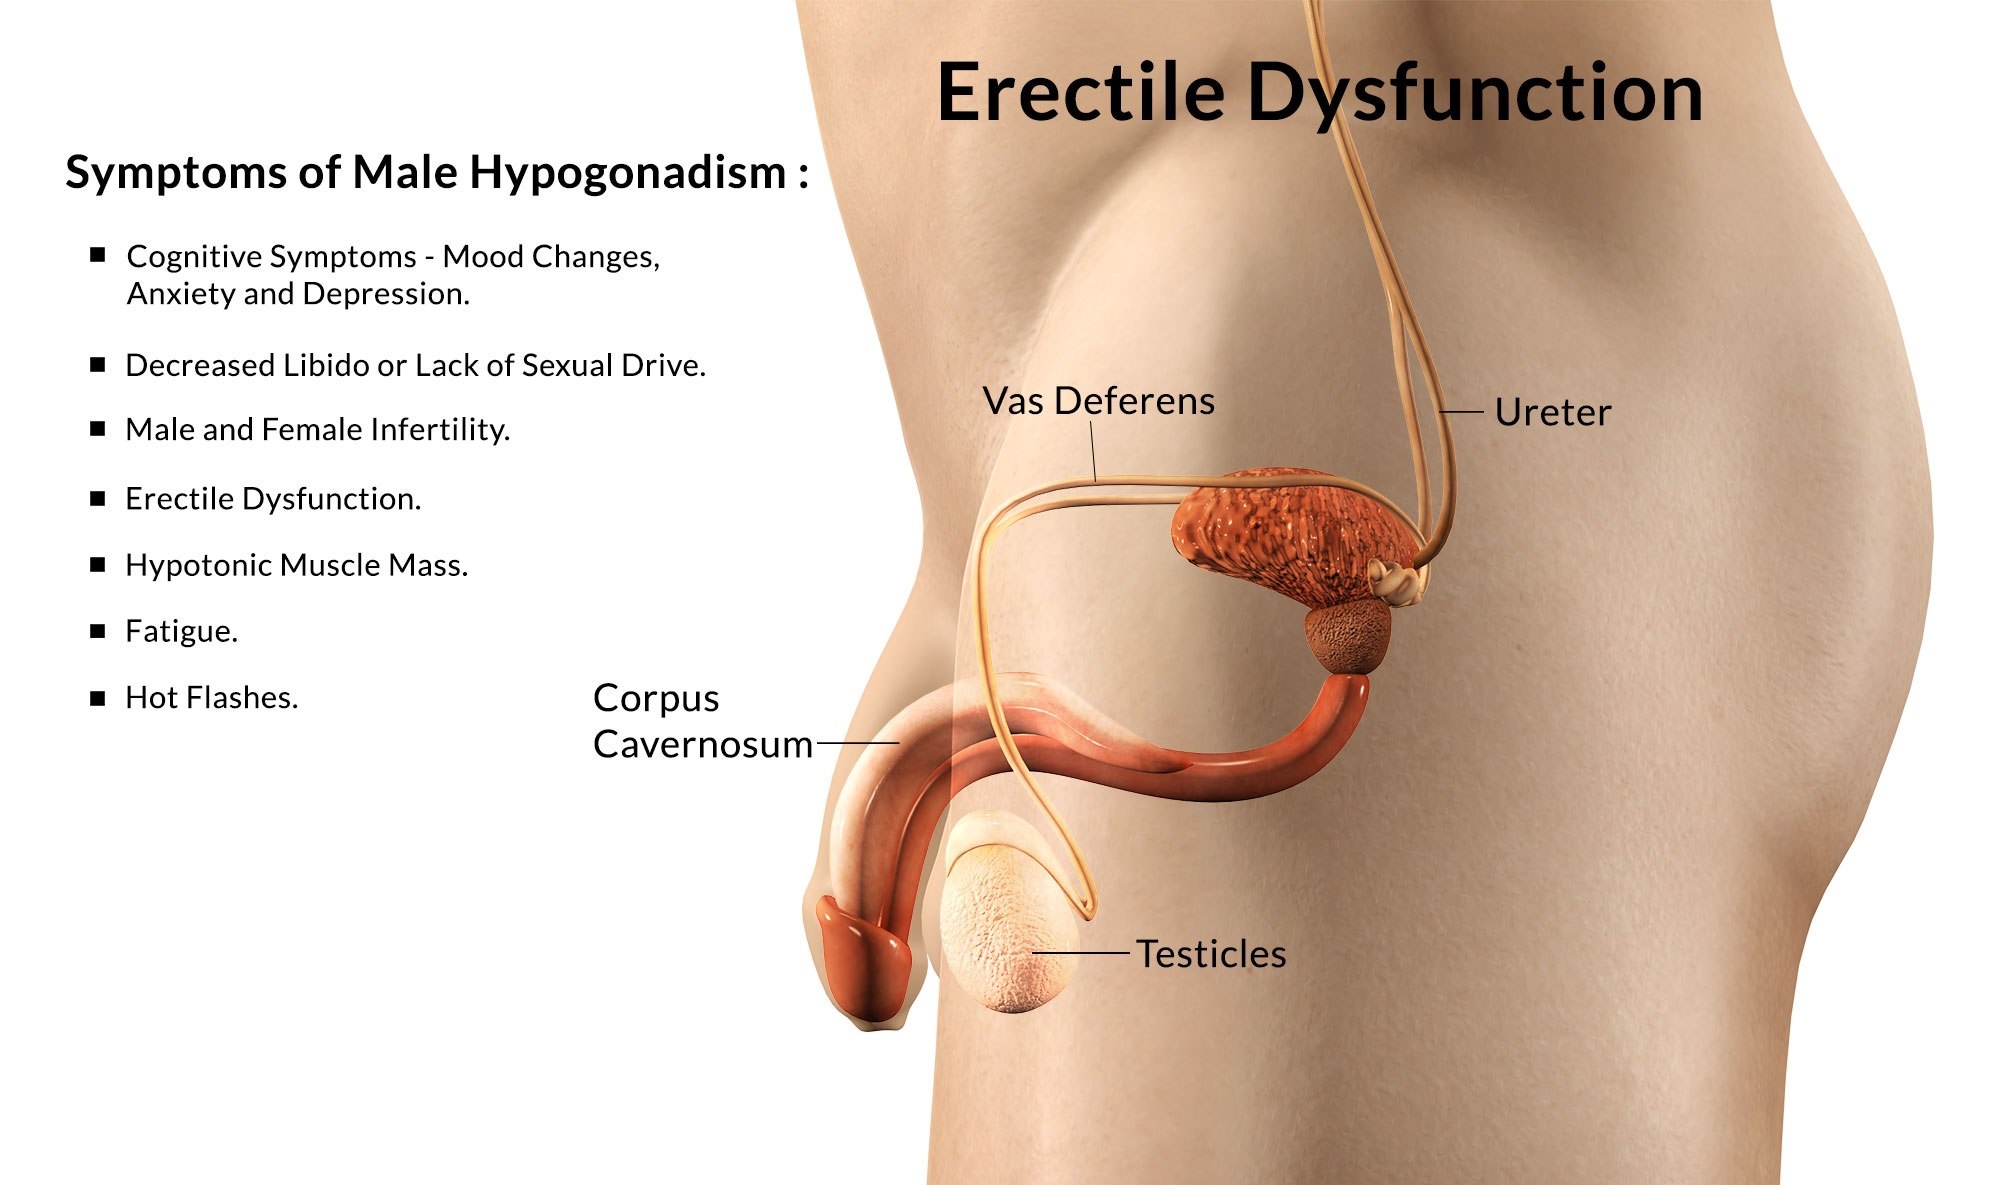 Erectile Dysfunction
Symptoms of Male Hypogonadism :
Cognitive Symptoms - Mood Changes,
Anxiety and Depression.
Decreased Libido or Lack of Sexual Drive.
Male and Female Infertility.
Erectile Dysfunction.
Hypotonic Muscle Mass.
Fatigue.
Hot Flashes.
Vas Deferens
Ureter
Corpus
Cavernosum
Testicles